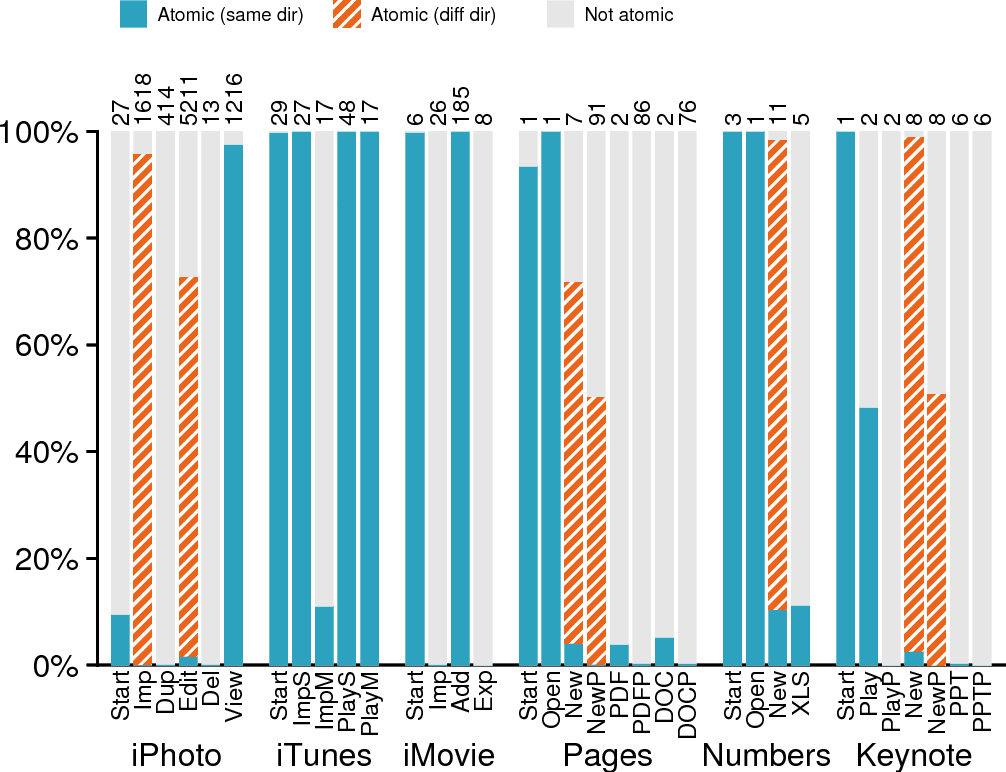 Atomic (same dir) Atomic (diff dir) Not atomic
27 1618 414 5211 13 1216 29 27 17 48 17 6 26 185 8 1 1 7 91 2 86 2 76 3 1 11 5 1 2 2 8 8 6 6
100%
80%
60%
40%
20%
0%
Start Imp Dup Edit Del View Start ImpS ImpM PlayS PlayM Start Imp Add Exp Start Open New NewP PDF PDFP DOC DOCP Start Open New XLS Start Play PlayP New NewP PPT PPTP
iPhoto iTunes iMovie Pages Numbers Keynote